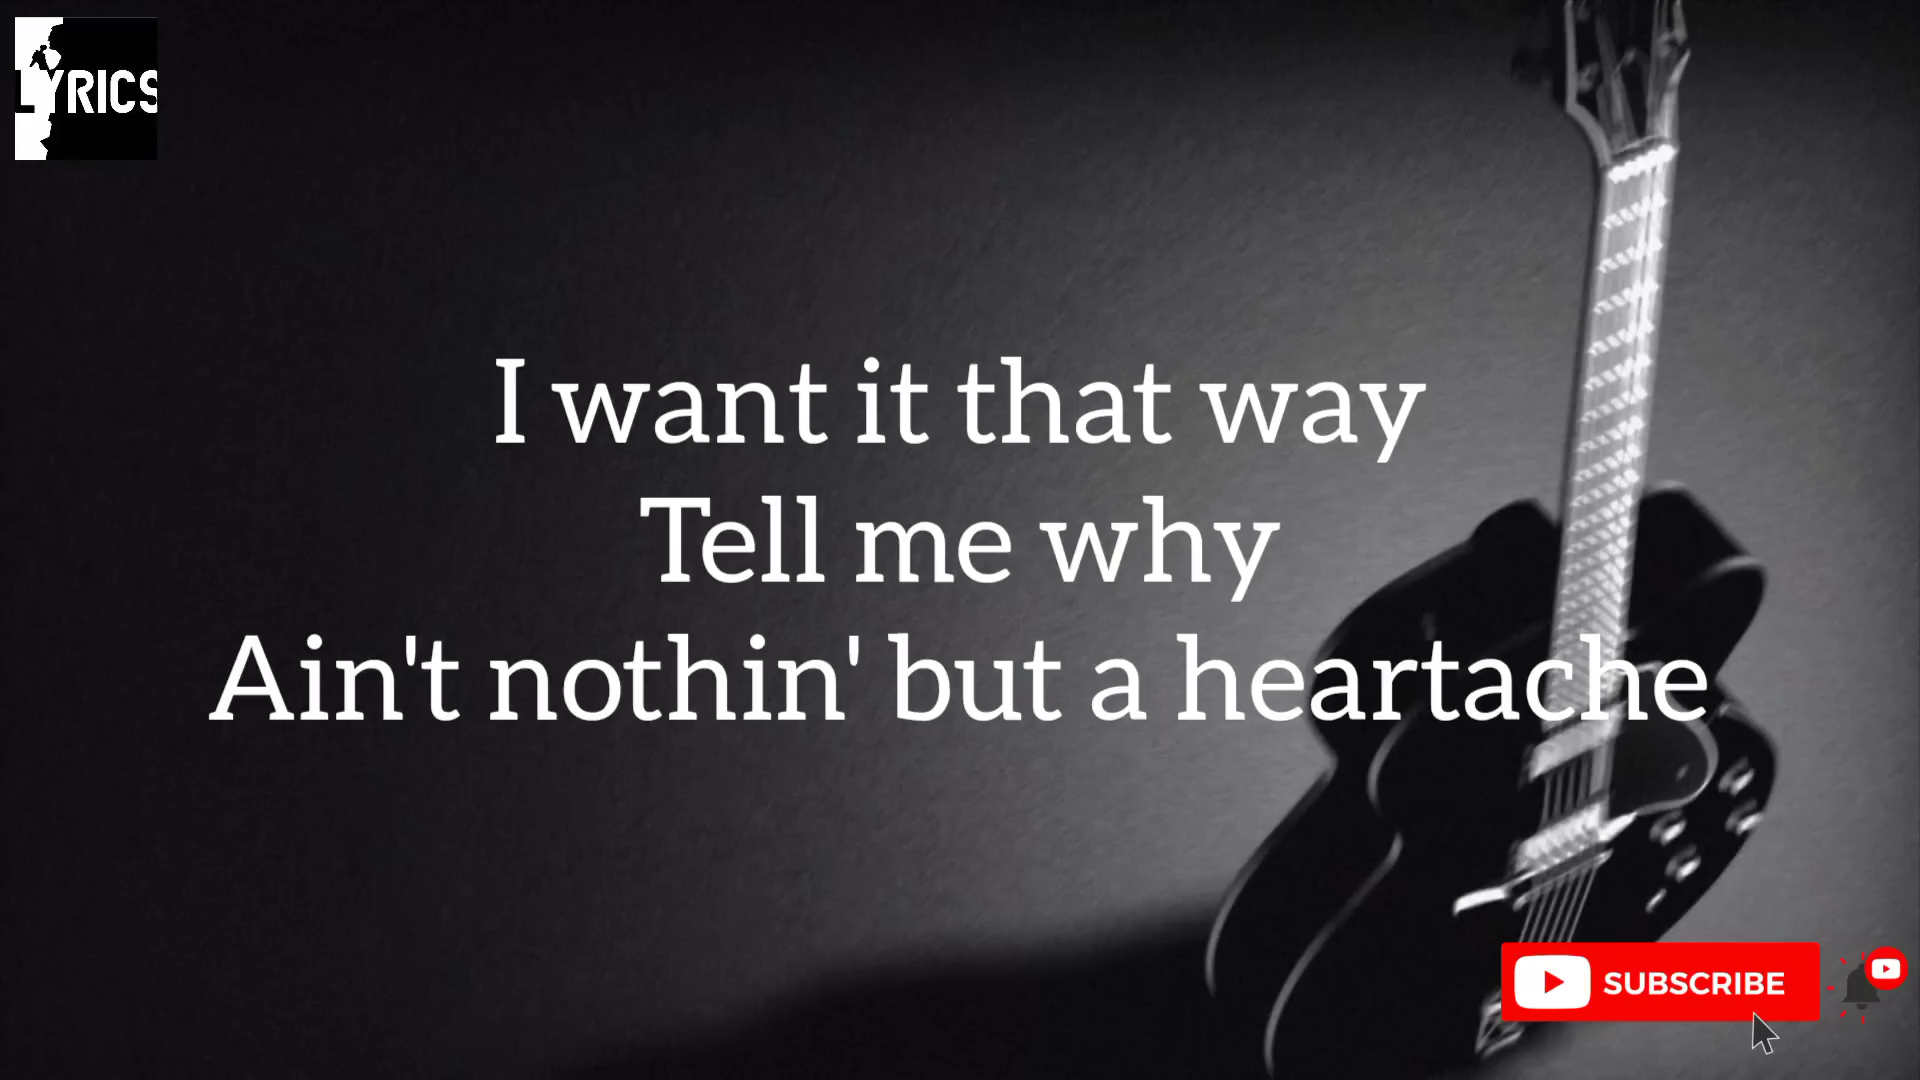 LYRICS
I want it that way
Tell me why
Ain't nothin' but a heartache
SUBSCRIBE